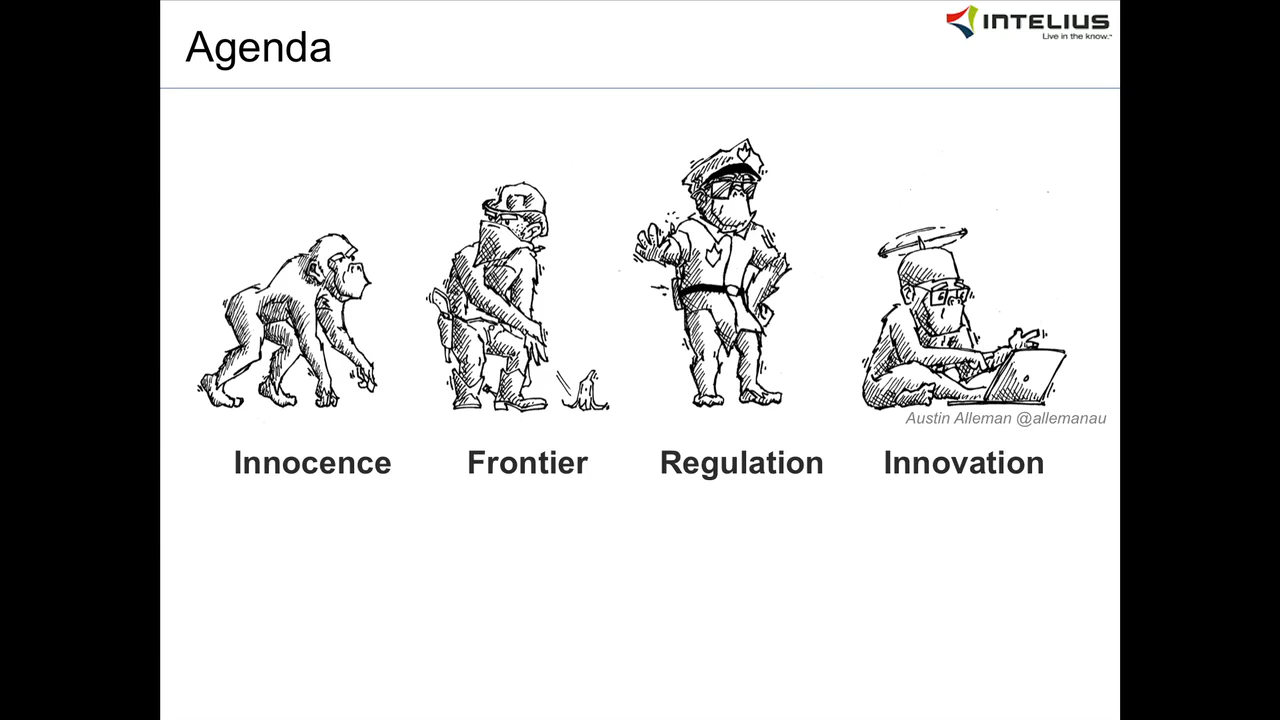 Agenda
INTELIUS
Live in the know.™
Austin Alleman @allemanau
Innocence
Frontier
Regulation
Innovation